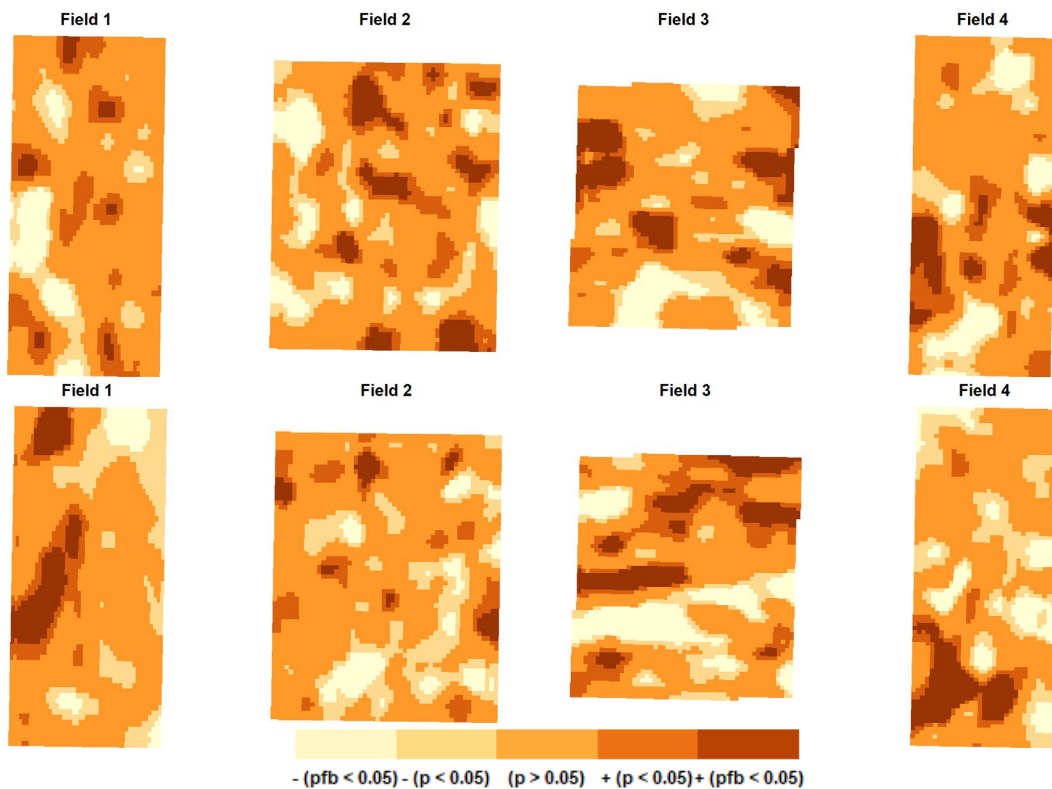 Field 1 Field 2 Field 3 Field 4
Field 1 Field 2 Field 3 Field 4
- (pfb < 0.05) - (p < 0.05) (p > 0.05) + (p < 0.05) + (pfb < 0.05)